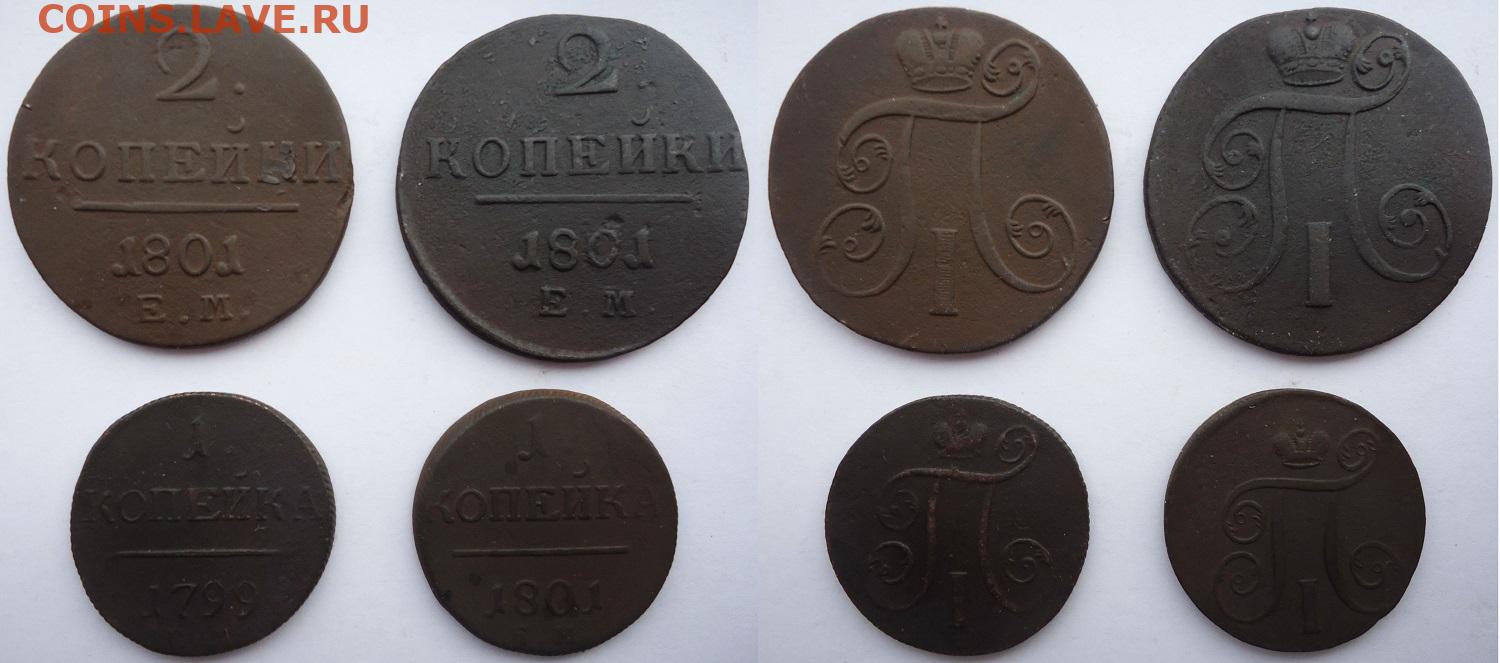 COINS.LAVE.RU
2.
КОПЕЙКИ
1801
Е.М.
2
КОПЕЙКИ
1801
Е.М.
I
I
1.
КОПЕЙКА
1799
1
КОПЕЙКА
1801
I
I